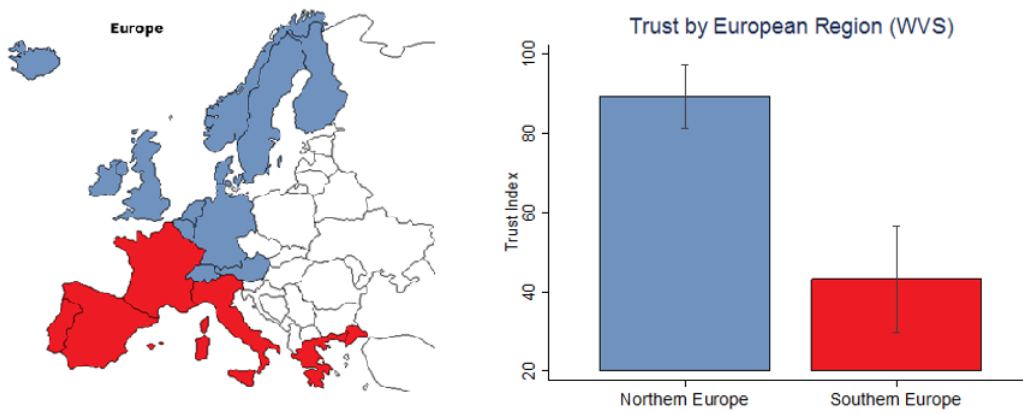 Europe
Trust by European Region (WVS)
Trust Index
100
80
60
40
20
Northern Europe
Southern Europe